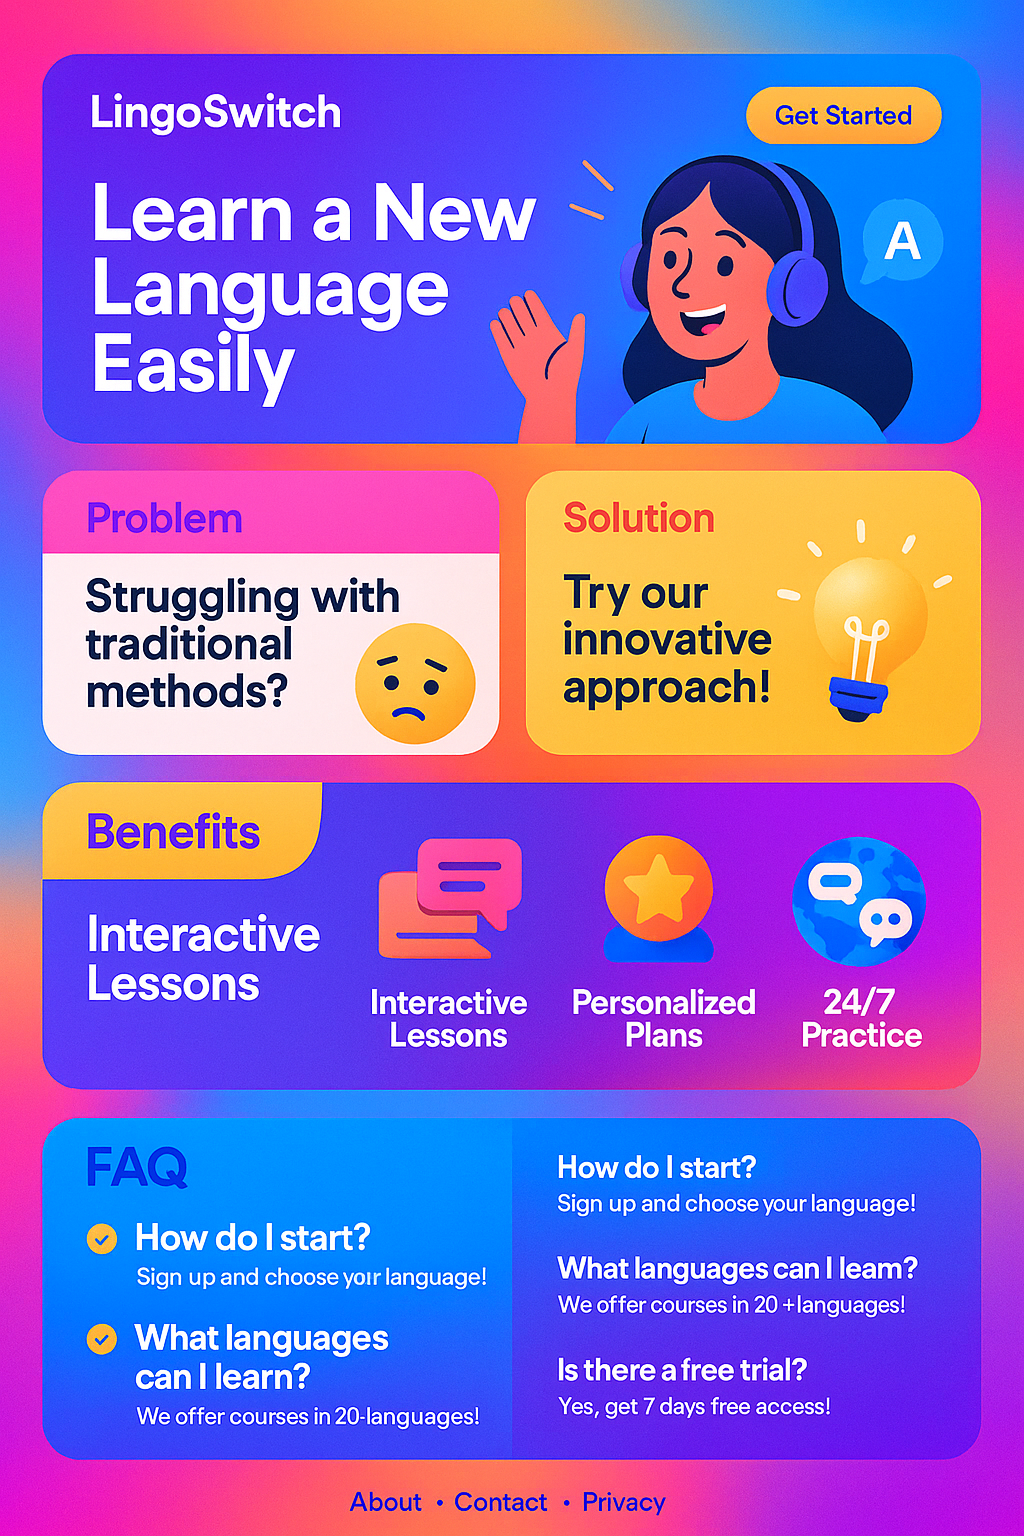 LingoSwitch
Get Started
Learn a New
Language
Easily
A
Problem
Struggling with
traditional
methods?
Solution
Try our
innovative
approach!
Benefits
Interactive
Lessons
Interactive
Lessons
Personalized
Plans
24/7
Practice
FAQ
How do I start?
Sign up and choose yoır language!
What languages
can I learn?
We offer courses in 20-languages!
How do I start?
Sign up and choose your language!
What languages can I leam?
We offer courses in 20 +languages!
Is there a free trial?
Yes, get 7 days free access!
About • Contact • Privacy